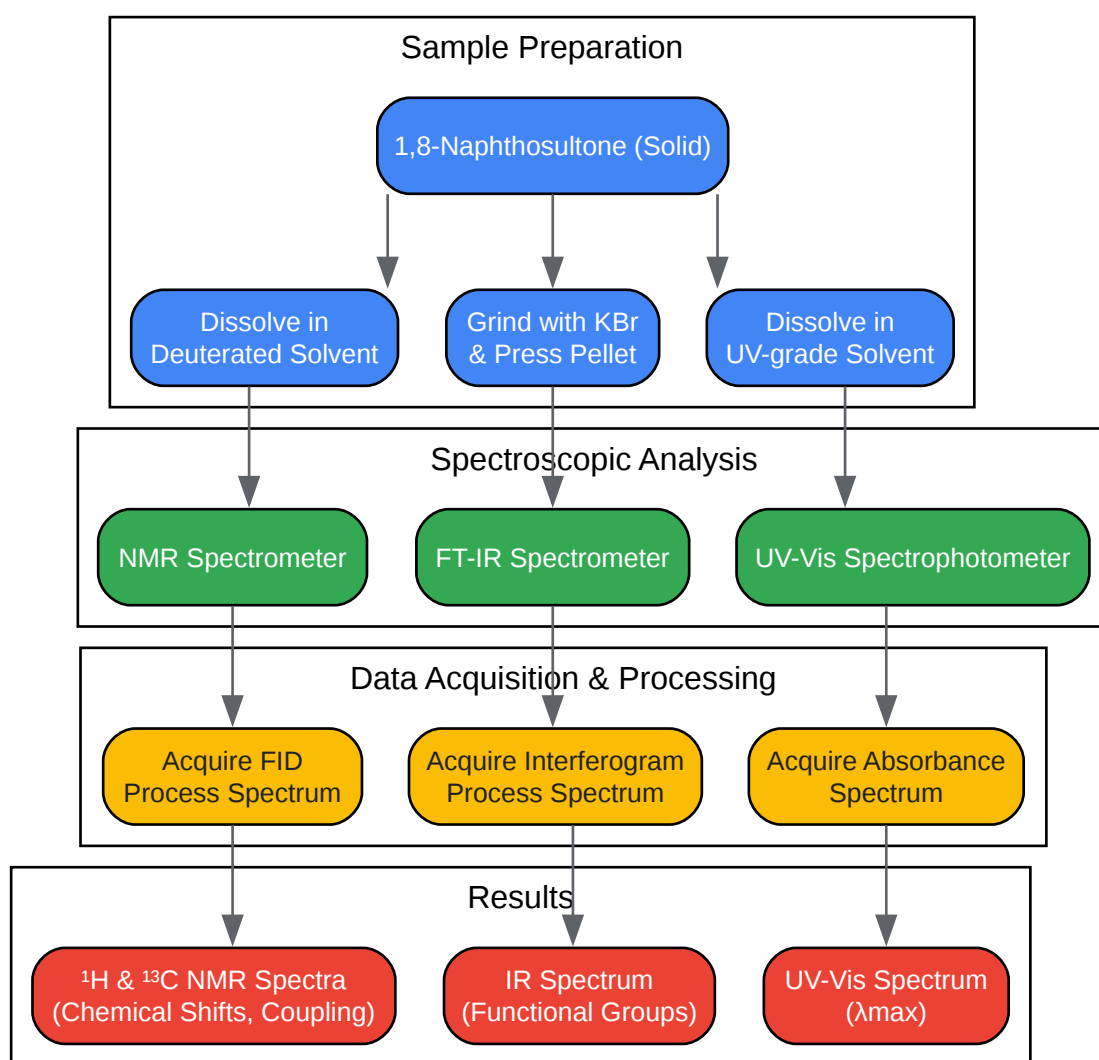 Sample Preparation
1,8-Naphthosultone (Solid)
Dissolve in
Deuterated Solvent
Grind with KBr
& Press Pellet
Dissolve in
UV-grade Solvent
Spectroscopic Analysis
NMR Spectrometer
FT-IR Spectrometer
UV-Vis Spectrophotometer
Data Acquisition & Processing
Acquire FID
Process Spectrum
Acquire Interferogram
Process Spectrum
Acquire Absorbance
Spectrum
Results
¹H & ¹³C NMR Spectra
(Chemical Shifts, Coupling)
IR Spectrum
(Functional Groups)
UV-Vis Spectrum
(λmax)